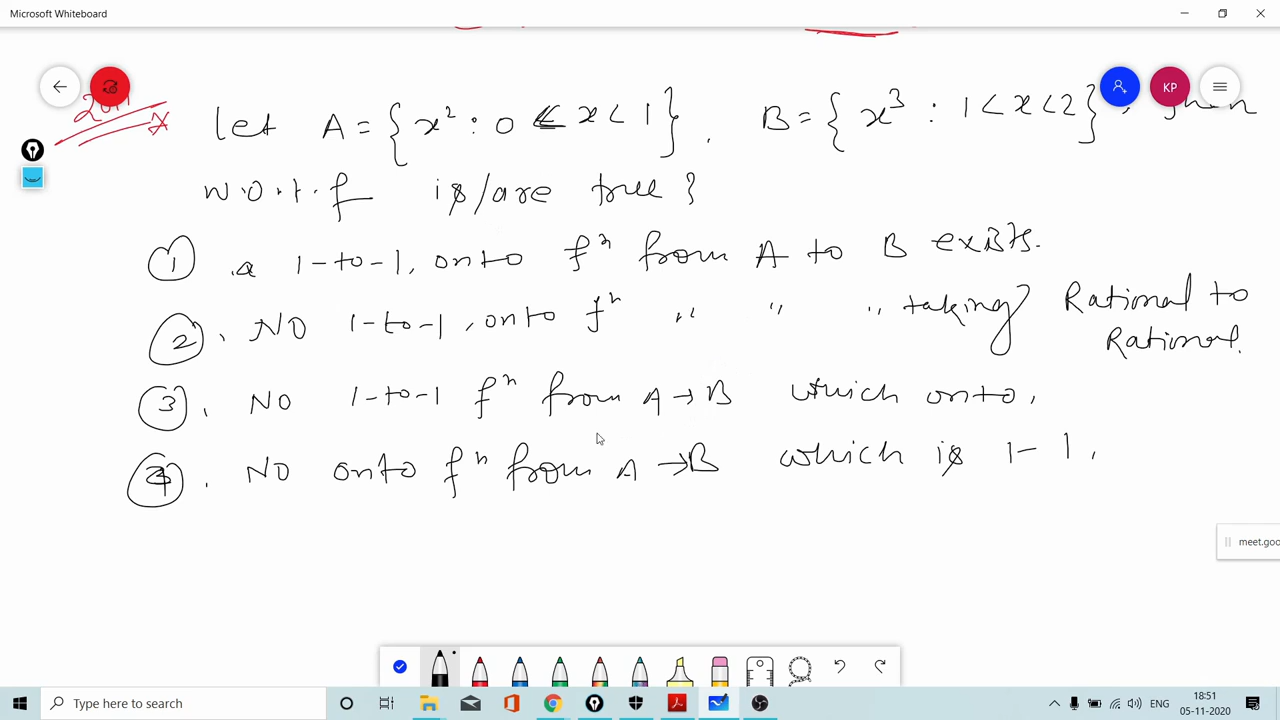 Microsoft Whiteboard
KP
let A = {x² : 0 < x < 1}. B = {x³ : 1 < x < 2}, then
w.o.t.f is/are true?
① a 1-to-1, onto fⁿ from A to B exists.
②. NO 1-to-1, onto fⁿ " " " taking Rational to
Rational.
③. NO 1-to-1 fⁿ from A→B which onto,
④. NO onto fⁿ from A→B which is 1-1,
meet.goo
Type here to search
ENG
18:51
05-11-2020